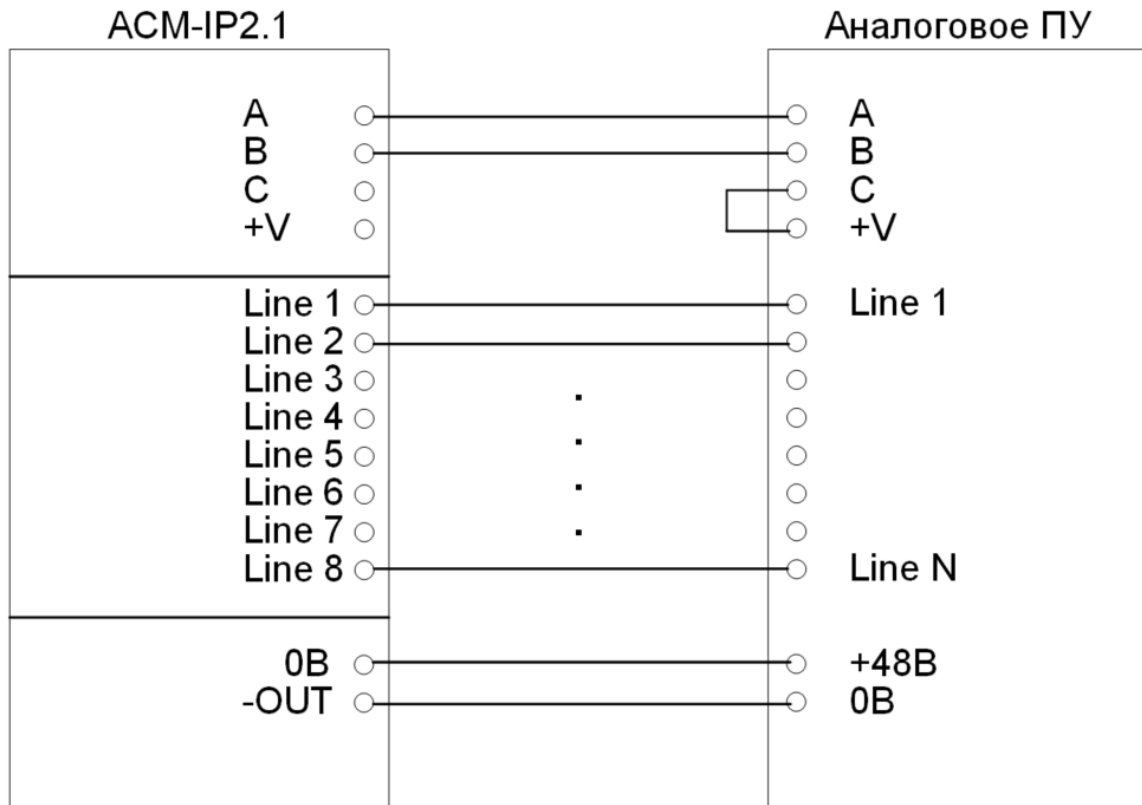 ACM-IP2.1
Аналоговое ПУ
A
B
C
+V
A
B
C
+V
Line 1
Line 2
Line 3
Line 4
Line 5
Line 6
Line 7
Line 8
Line 1
Line N
0В
-OUT
+48В
0В